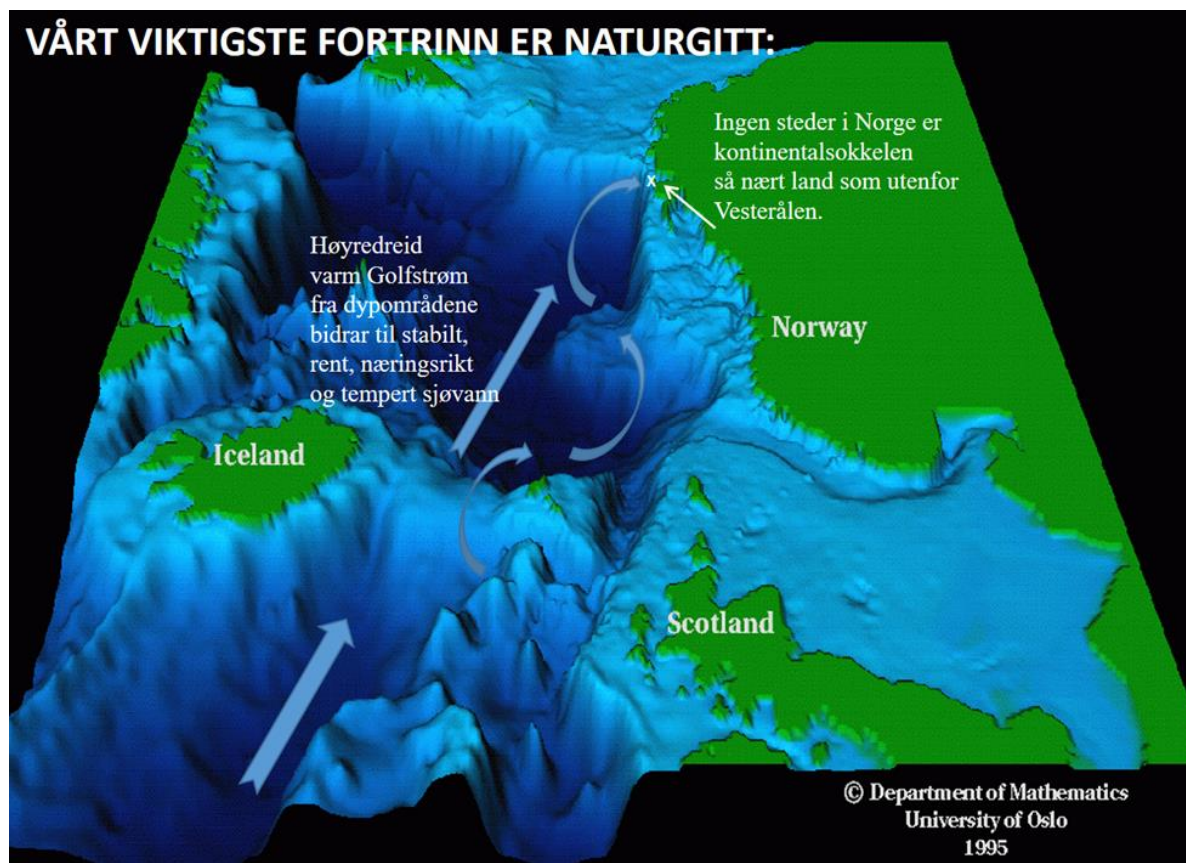 VÅRT VIKTIGSTE FORTRINN ER NATURGITT:
Ingen steder i Norge er
kontinentalsokkelen
så nært land som utenfor
Vesterålen.
x
Høyredreid
varm Golfstrøm
fra dypområdene
bidrar til stabilt,
rent, næringsrikt
og tempert sjøvann
Norway
Iceland
Scotland
© Department of Mathematics
University of Oslo
1995